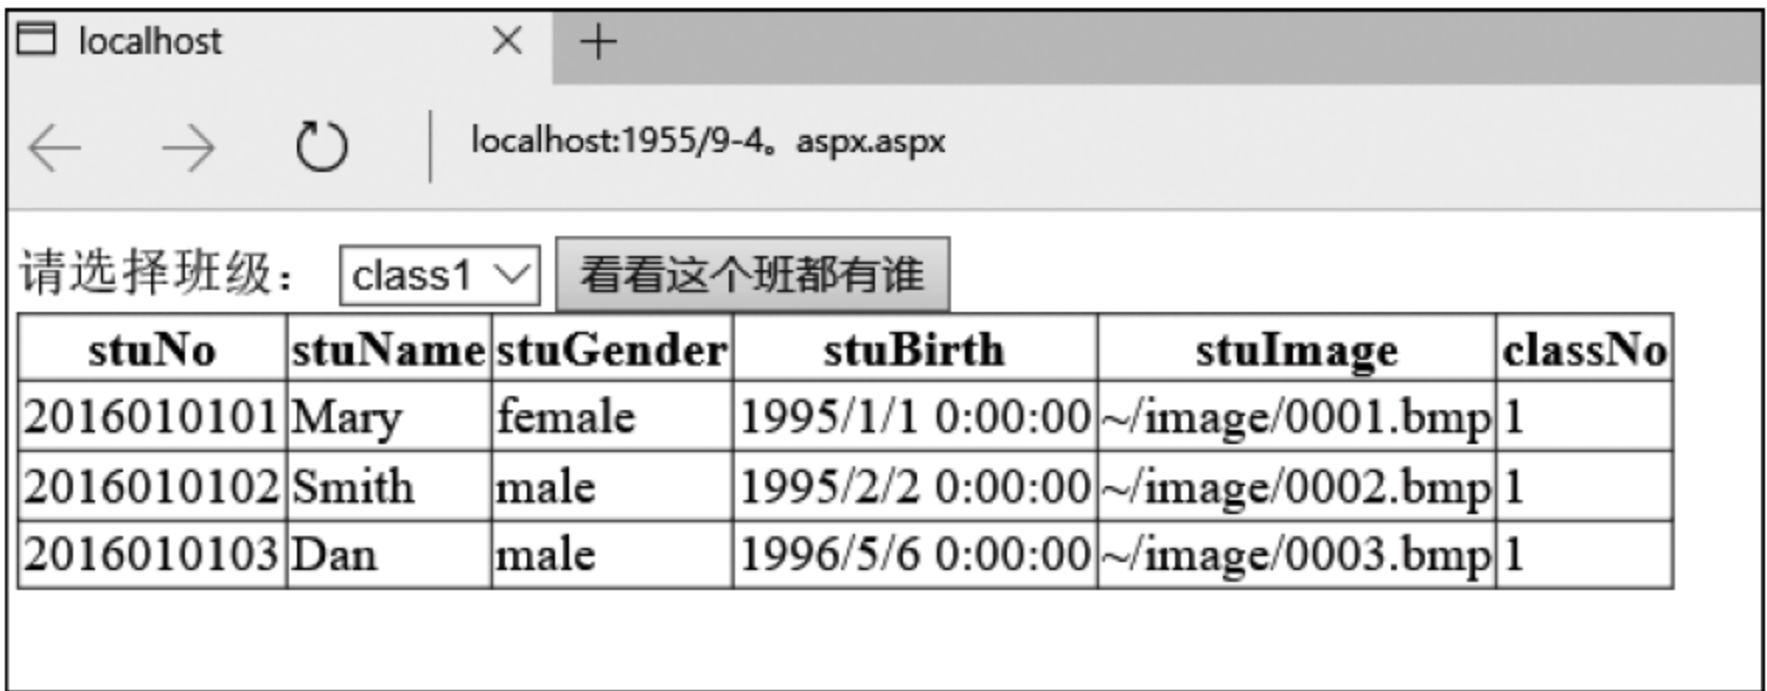 localhost
localhost:1955/9-4。aspx.aspx
请选择班级： class1 看看这个班都有谁
stuNo stuName stuGender stuBirth stuImage classNo
2016010101 Mary female 1995/1/1 0:00:00 ~/image/0001.bmp 1
2016010102 Smith male 1995/2/2 0:00:00 ~/image/0002.bmp 1
2016010103 Dan male 1996/5/6 0:00:00 ~/image/0003.bmp 1